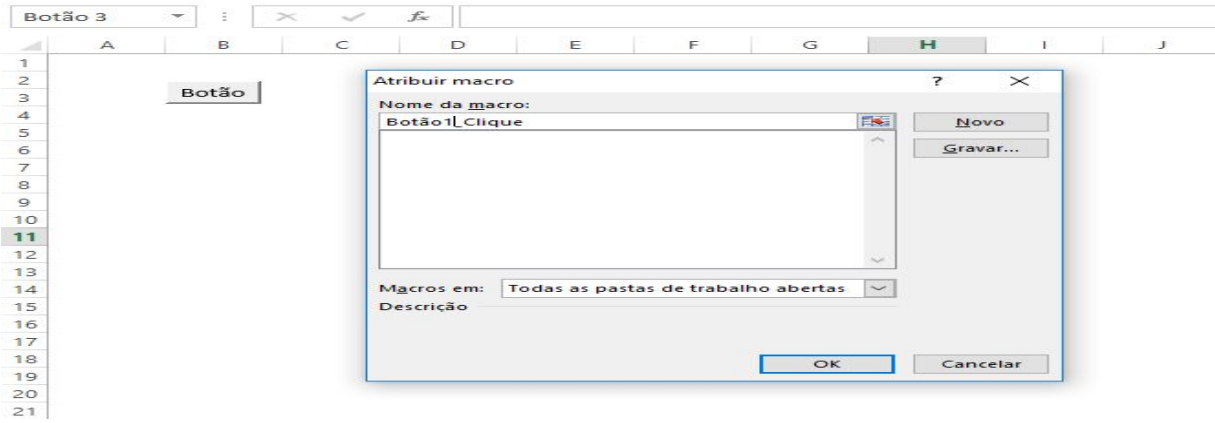 Botão 3 fx
A B C D E F G H I J
1
2
3
4
5
6
7
8
9
10
11
12
13
14
15
16
17
18
19
20
21
Botão
Atribuir macro ?
Nome da macro:
Botão1_Clique
Novo
Gravar...
Macros em: Todas as pastas de trabalho abertas
Descrição
OK Cancelar